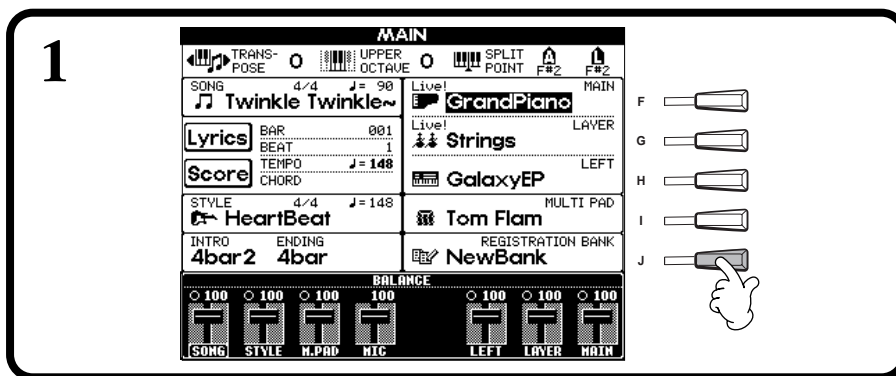 1
MAIN
TRANS-POSE 0 UPPER OCTAVE 0 SPLIT POINT A F#2 L F#2
SONG 4/4 ♩= 90
Twinkle Twinkle~
Live! MAIN
GrandPiano
F
Lyrics BAR 001
BEAT 1
Live! LAYER
Strings
G
Score TEMPO ♩=148
CHORD
LEFT
GalaxyEP
H
STYLE 4/4 ♩=148
HeartBeat
MULTI PAD
Tom Flam
I
INTRO ENDING
4bar2 4bar
REGISTRATION BANK
NewBank
J
BALANCE
100 100 100 100 100 100 100
SONG STYLE M.PAD MIC LEFT LAYER MAIN